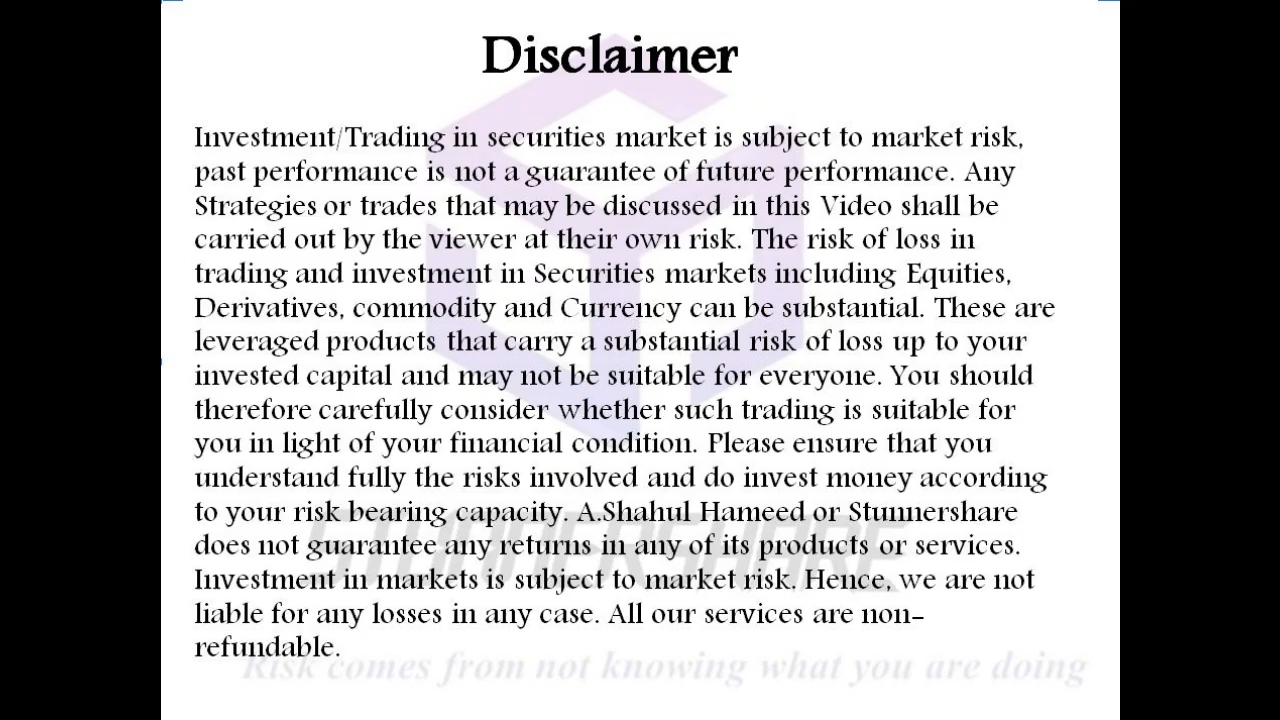 Disclaimer
Investment/Trading in securities market is subject to market risk,
past performance is not a guarantee of future performance. Any
Strategies or trades that may be discussed in this Video shall be
carried out by the viewer at their own risk. The risk of loss in
trading and investment in Securities markets including Equities,
Derivatives, commodity and Currency can be substantial. These are
leveraged products that carry a substantial risk of loss up to your
invested capital and may not be suitable for everyone. You should
therefore carefully consider whether such trading is suitable for
you in light of your financial condition. Please ensure that you
understand fully the risks involved and do invest money according
to your risk bearing capacity. A.Shahul Hameed or Stunnershare
does not guarantee any returns in any of its products or services.
Investment in markets is subject to market risk. Hence, we are not
liable for any losses in any case. All our services are non-
refundable.
STUNNERSHARE
Risk comes from not knowing what you are doing